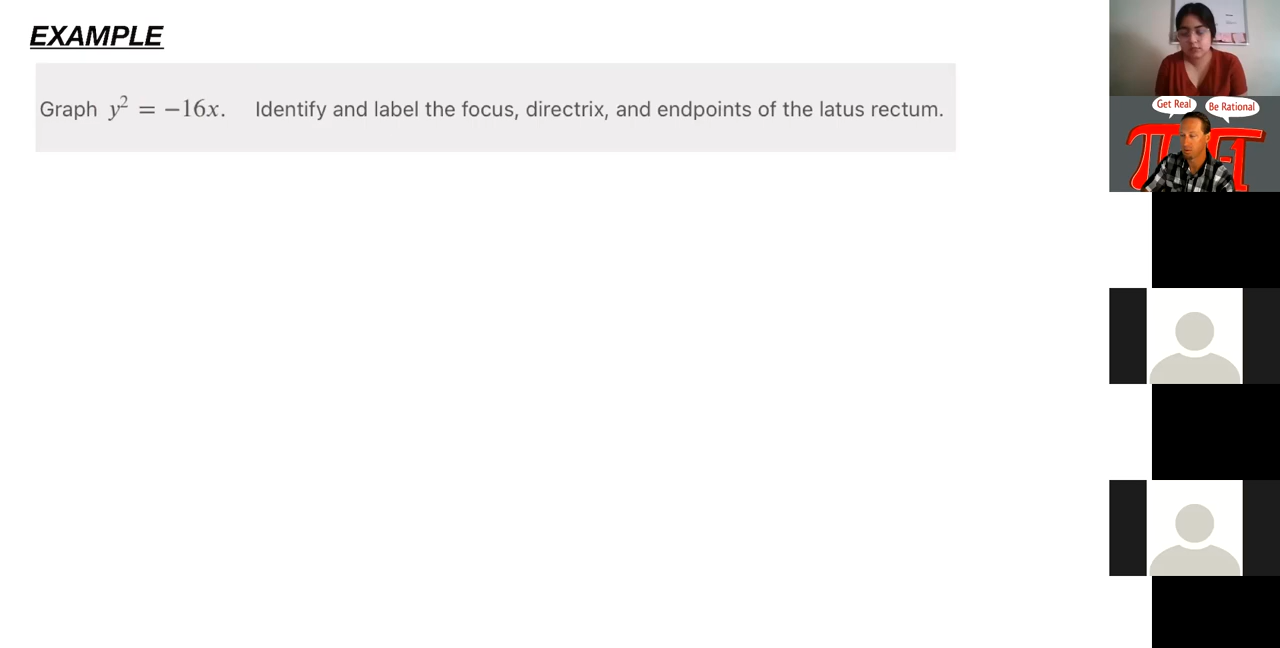 EXAMPLE
Graph y² = −16x. Identify and label the focus, directrix, and endpoints of the latus rectum.
Get Real
Be Rational